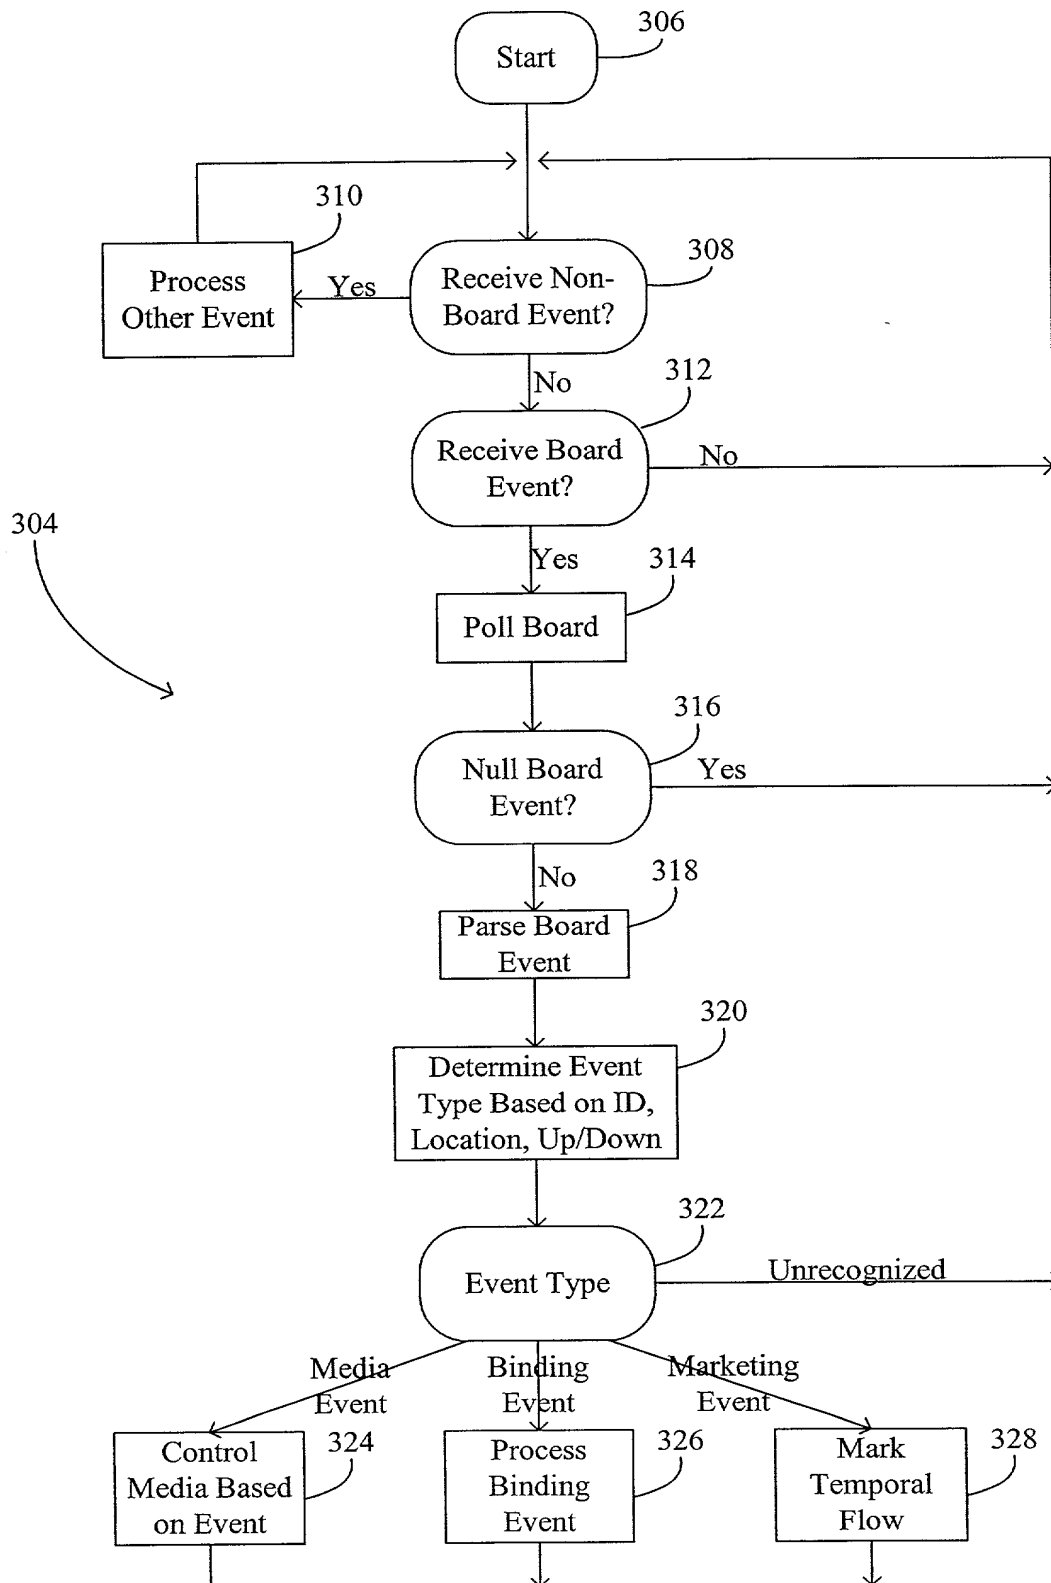 306
Start
310
Process
Other Event
Yes
308
Receive Non-
Board Event?
No
312
Receive Board
Event?
No
304
Yes
314
Poll Board
316
Null Board
Event?
Yes
No
318
Parse Board
Event
320
Determine Event
Type Based on ID,
Location, Up/Down
322
Event Type
Unrecognized
Media
Event
Binding
Event
Marketing
Event
324
Control
Media Based
on Event
326
Process
Binding
Event
328
Mark
Temporal
Flow